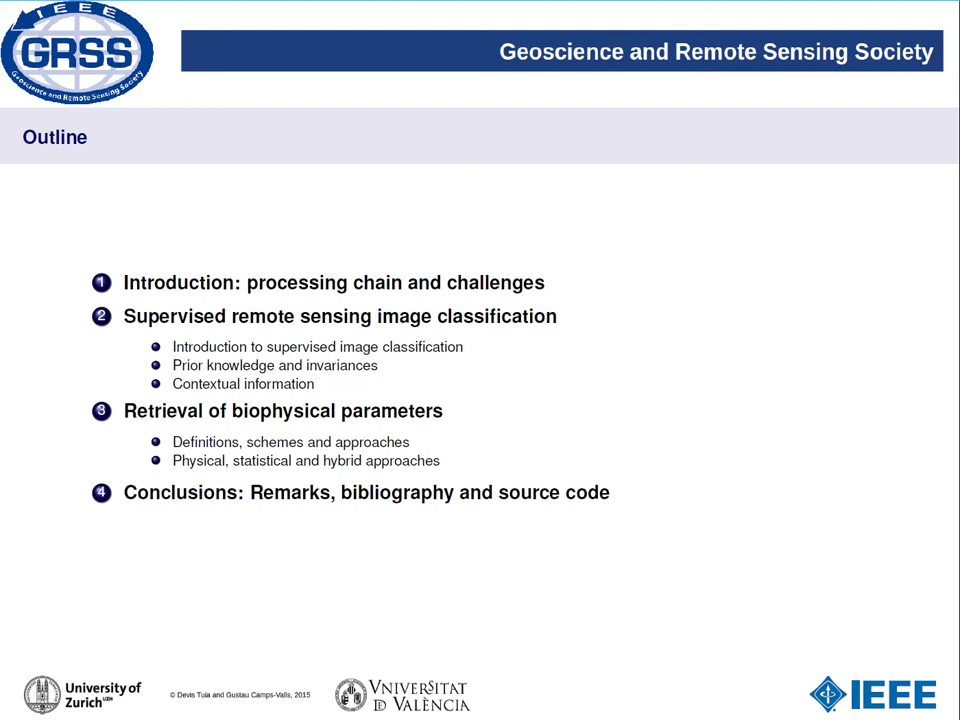 IEEE
GRSS
Geoscience and Remote Sensing Society
Geoscience and Remote Sensing Society
Outline
1 Introduction: processing chain and challenges
2 Supervised remote sensing image classification
Introduction to supervised image classification
Prior knowledge and invariances
Contextual information
3 Retrieval of biophysical parameters
Definitions, schemes and approaches
Physical, statistical and hybrid approaches
4 Conclusions: Remarks, bibliography and source code
University of
Zurich UZH
© Devis Tuia and Gustau Camps-Valls, 2015
VNIVERSITAT
ID VALÈNCIA
IEEE